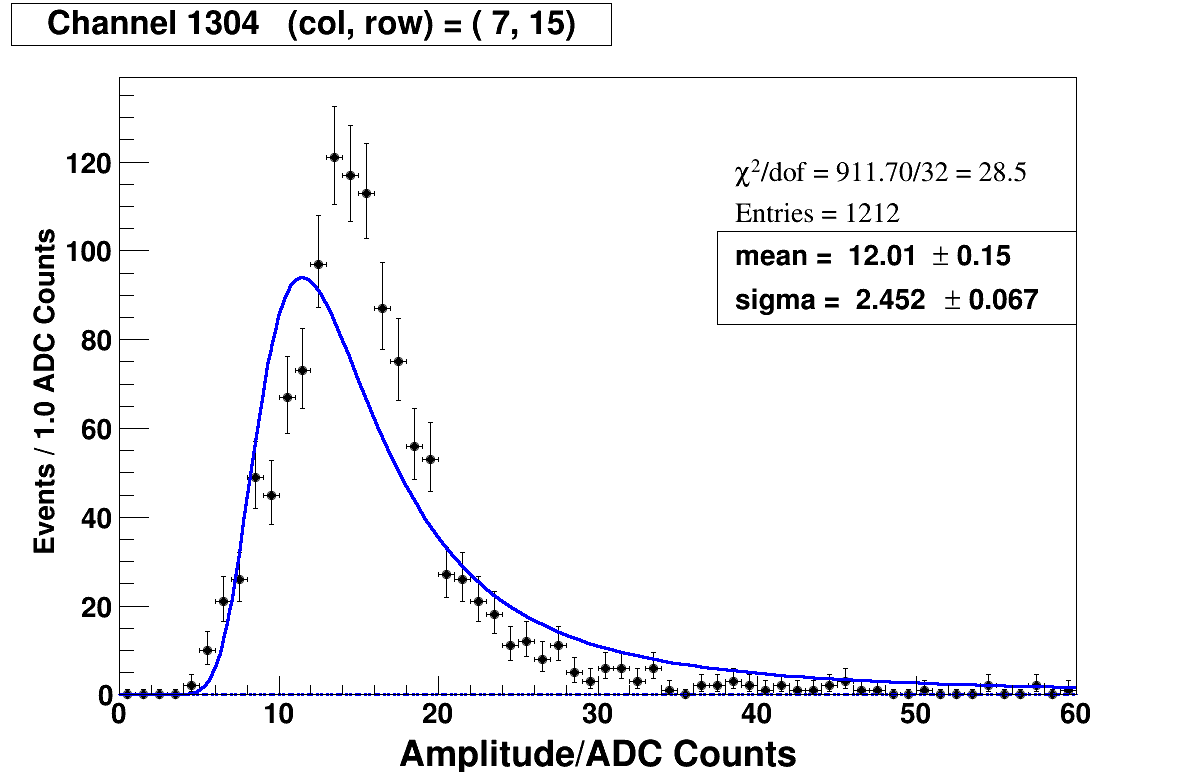 Channel 1304 (col, row) = ( 7, 15)
χ²/dof = 911.70/32 = 28.5
Entries = 1212
mean = 12.01 ± 0.15
sigma = 2.452 ± 0.067
Events / 1.0 ADC Counts
120
100
80
60
40
20
0
0 10 20 30 40 50 60
Amplitude/ADC Counts